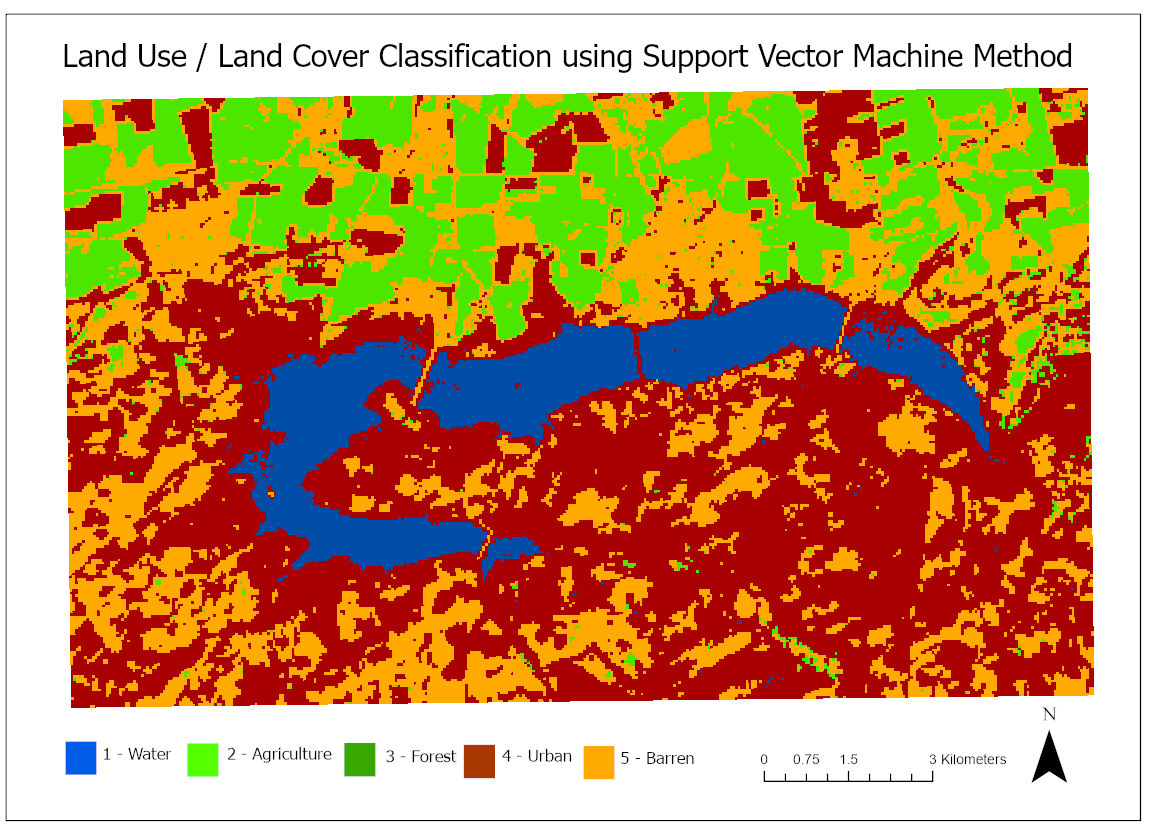 Land Use / Land Cover Classification using Support Vector Machine Method
N
1 - Water 2 - Agriculture 3 - Forest 4 - Urban 5 - Barren
0 0.75 1.5 3 Kilometers